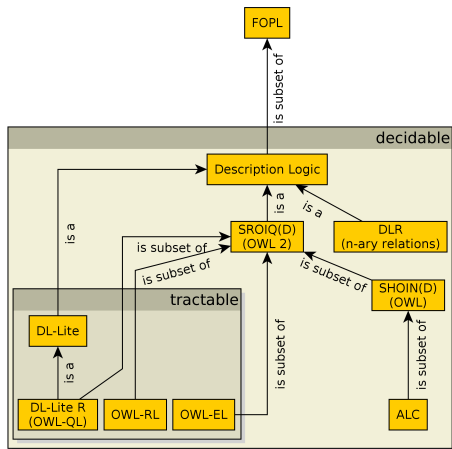 FOPL
is subset of
decidable
Description Logic
is a
is a
is a
SROIQ(D)
(OWL 2)
DLR
(n-ary relations)
is subset of
is subset of
is subset of
SHOIN(D)
(OWL)
tractable
DL-Lite
is a
is subset of
is subset of
DL-Lite R
(OWL-QL)
OWL-RL
OWL-EL
ALC